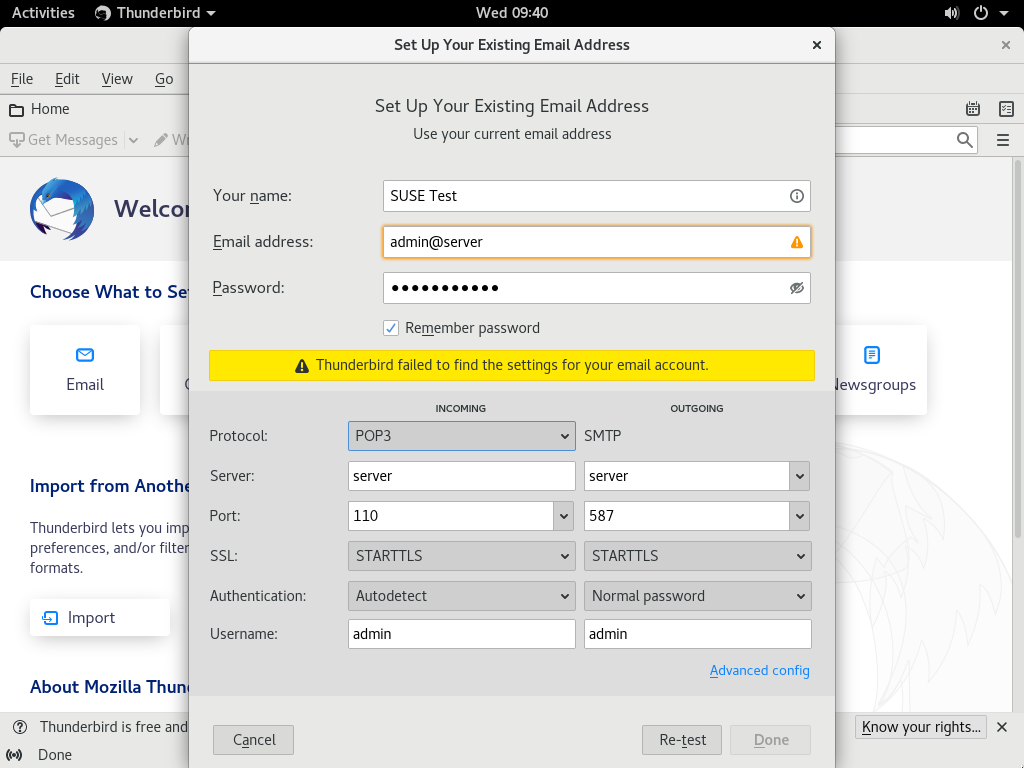 Activities Thunderbird Wed 09:40
Set Up Your Existing Email Address
File Edit View Go
Home
Get Messages
Set Up Your Existing Email Address
Use your current email address
Your name: SUSE Test
Email address: admin@server
Password: ●●●●●●●●●●●
Remember password
Thunderbird failed to find the settings for your email account.
INCOMING OUTGOING
Protocol: POP3 SMTP
Server: server server
Port: 110 587
SSL: STARTTLS STARTTLS
Authentication: Autodetect Normal password
Username: admin admin
Advanced config
Cancel Re-test Done
Choose What to Se
Email
Newsgroups
Import from Anothe
Thunderbird lets you imp
preferences, and/or filter
formats.
Import
About Mozilla Thun
Thunderbird is free and Know your rights...
Done